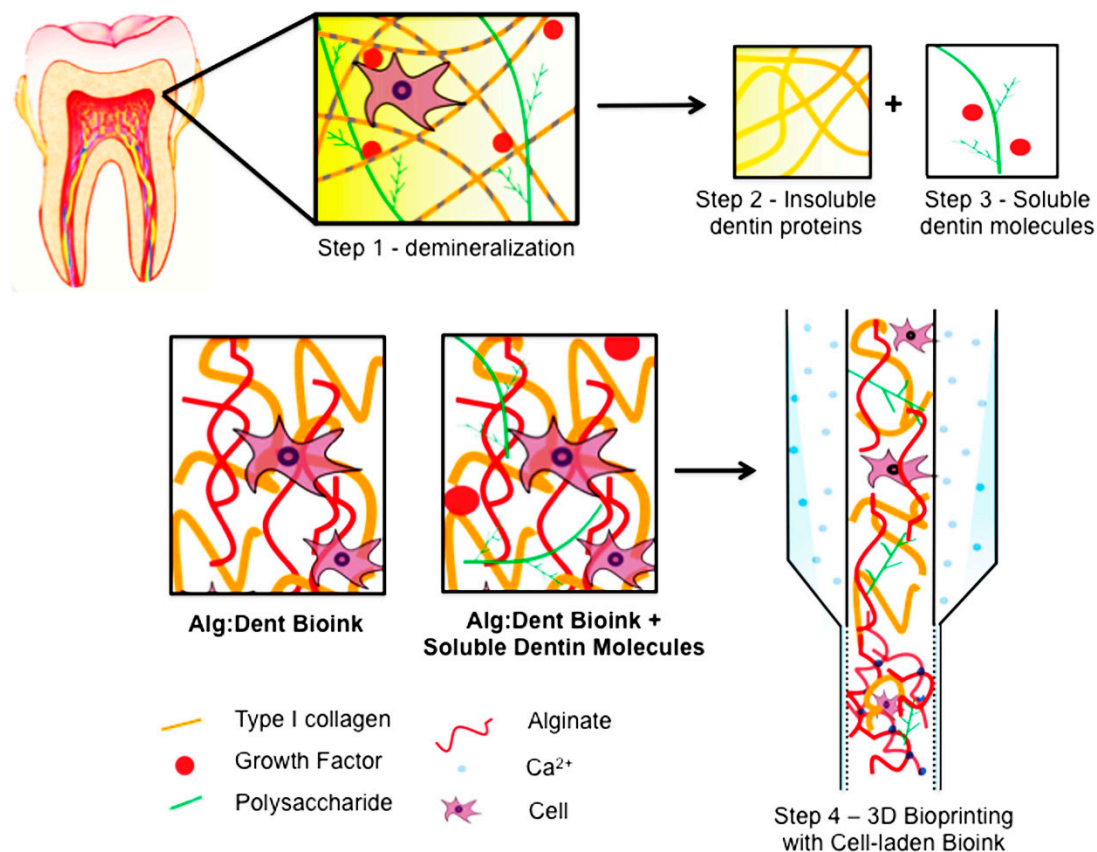 Step 1 - demineralization
Step 2 - Insoluble
dentin proteins
+
Step 3 - Soluble
dentin molecules
Alg:Dent Bioink
Alg:Dent Bioink +
Soluble Dentin Molecules
Type I collagen
Growth Factor
Polysaccharide
Alginate
Ca²⁺
Cell
Step 4 – 3D Bioprinting
with Cell-laden Bioink